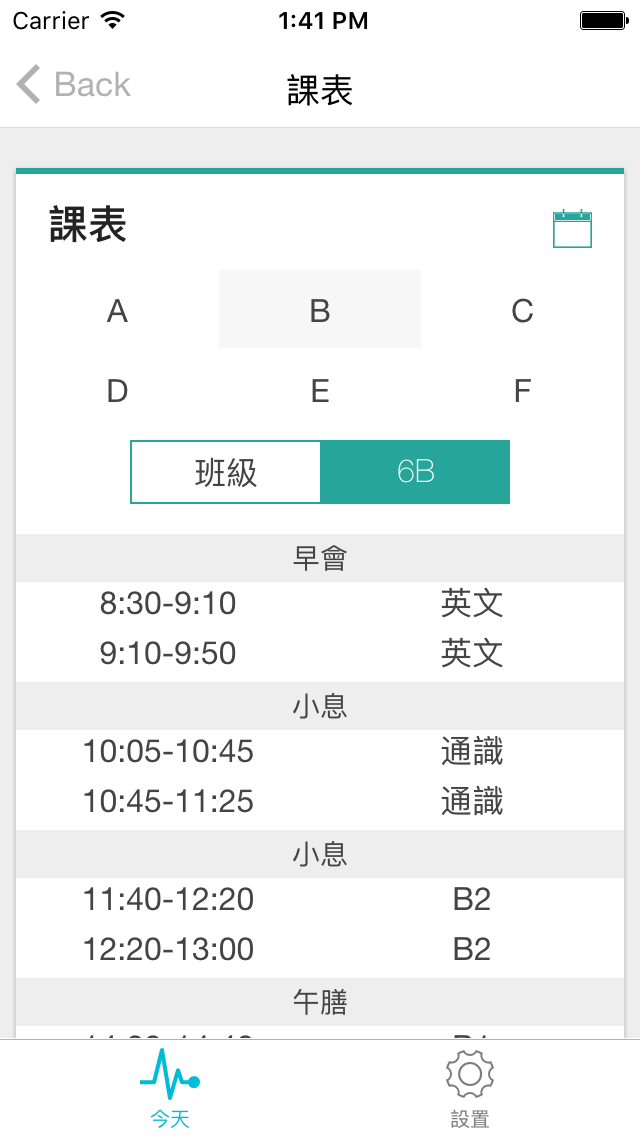 Carrier 1:41 PM
Back 課表
課表
A B C
D E F
班級 6B
早會
8:30-9:10 英文
9:10-9:50 英文
小息
10:05-10:45 通識
10:45-11:25 通識
小息
11:40-12:20 B2
12:20-13:00 B2
午膳
今天 設置